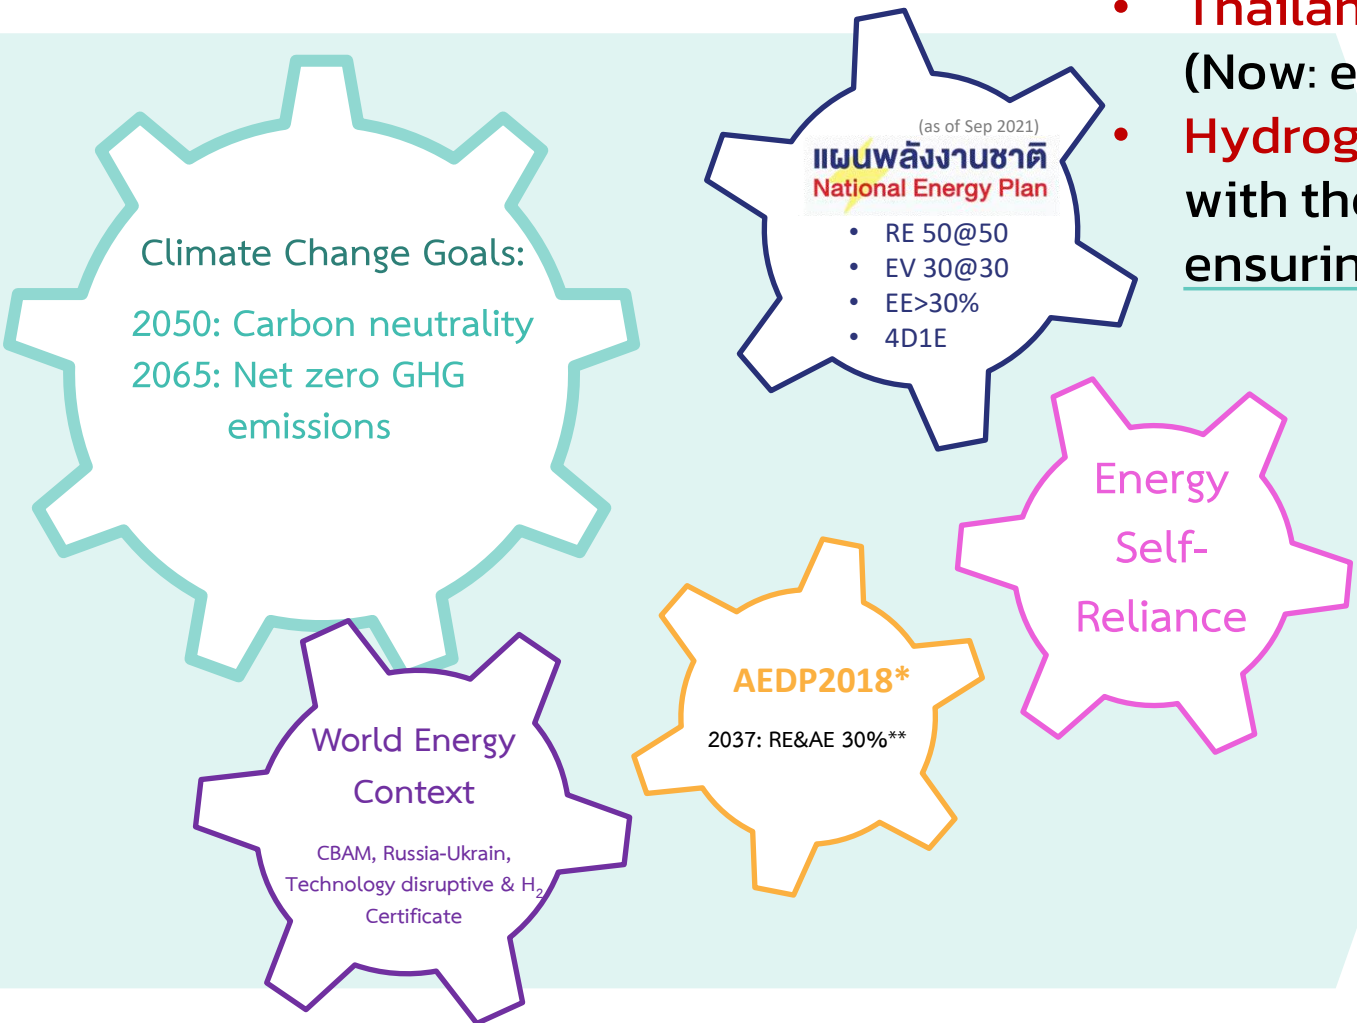 Climate Change Goals:
2050: Carbon neutrality
2065: Net zero GHG
emissions
(as of Sep 2021)
แผนพลังงานชาติ
National Energy Plan
• RE 50@50
• EV 30@30
• EE>30%
• 4D1E
•
(Now: e
• Hydrog
with the
ensurin
Energy
Self-
Reliance
AEDP2018*
2037: RE&AE 30%**
World Energy
Context
CBAM, Russia-Ukrain,
Technology disruptive & H₂
Certificate